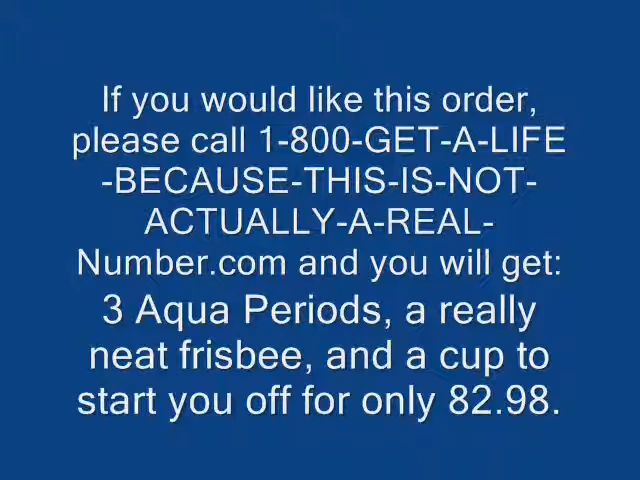 If you would like this order,
please call 1-800-GET-A-LIFE
-BECAUSE-THIS-IS-NOT-
ACTUALLY-A-REAL-
Number.com and you will get:
3 Aqua Periods, a really
neat frisbee, and a cup to
start you off for only 82.98.